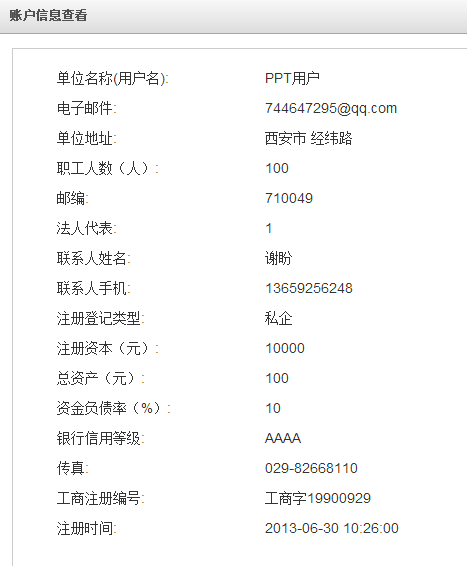 账户信息查看
单位名称(用户名): PPT用户
电子邮件: 744647295@qq.com
单位地址: 西安市 经纬路
职工人数（人）: 100
邮编: 710049
法人代表: 1
联系人姓名: 谢盼
联系人手机: 13659256248
注册登记类型: 私企
注册资本（元）: 10000
总资产（元）: 100
资金负债率（%）: 10
银行信用等级: AAAA
传真: 029-82668110
工商注册编号: 工商字19900929
注册时间: 2013-06-30 10:26:00